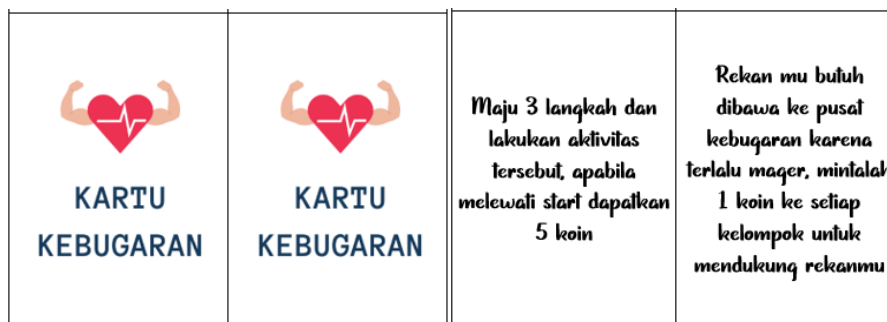 KARTU
KEBUGARAN
KARTU
KEBUGARAN
Maju 3 langkah dan
lakukan aktivitas
tersebut, apabila
melewati start dapatkan
5 koin
Rekan mu butuh
dibawa ke pusat
kebugaran karena
terlalu mager, mintalah
1 koin ke setiap
kelompok untuk
mendukung rekanmu